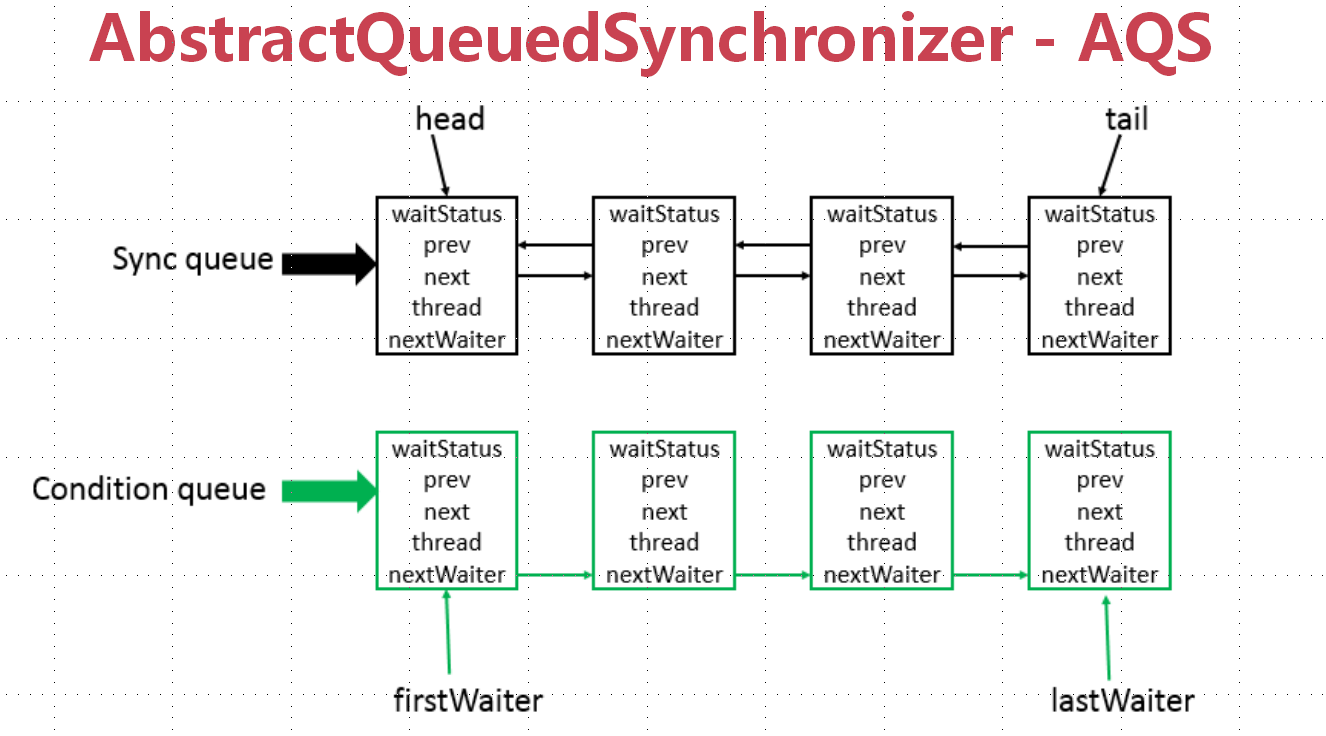 AbstractQueuedSynchronizer - AQS
head
tail
Sync queue
waitStatus
prev
next
thread
nextWaiter
waitStatus
prev
next
thread
nextWaiter
waitStatus
prev
next
thread
nextWaiter
waitStatus
prev
next
thread
nextWaiter
Condition queue
waitStatus
prev
next
thread
nextWaiter
waitStatus
prev
next
thread
nextWaiter
waitStatus
prev
next
thread
nextWaiter
waitStatus
prev
next
thread
nextWaiter
firstWaiter
lastWaiter